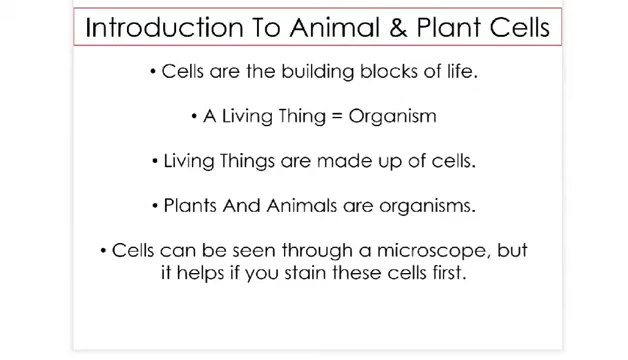 Introduction To Animal & Plant Cells
• Cells are the building blocks of life.
• A Living Thing = Organism
• Living Things are made up of cells.
• Plants And Animals are organisms.
• Cells can be seen through a microscope, but
it helps if you stain these cells first.